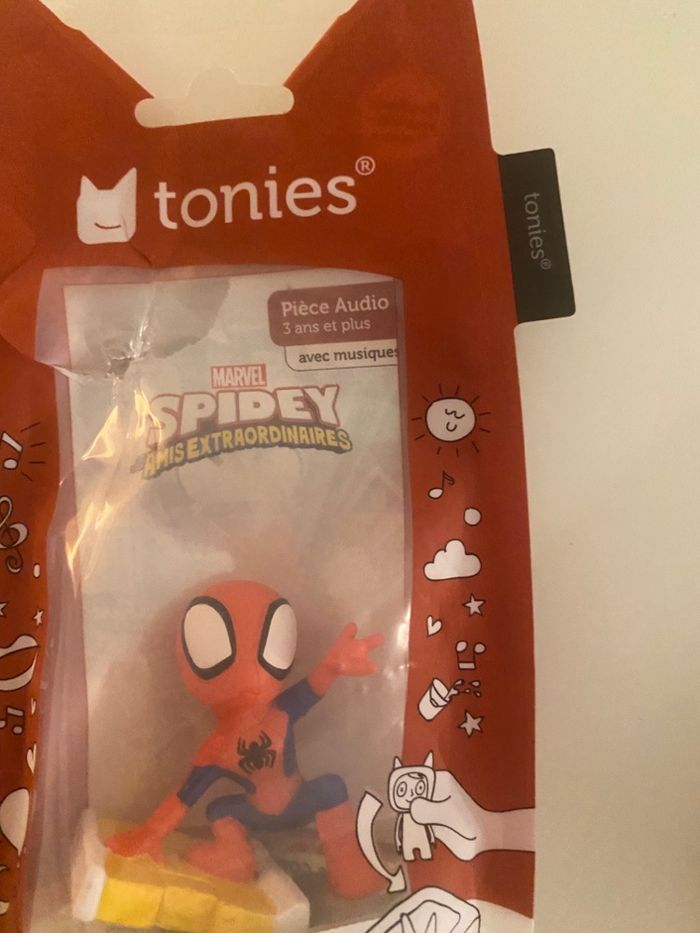 tonies®
tonies®
Pièce Audio
3 ans et plus
avec musiques
MARVEL
SPIDEY
AMIS EXTRAORDINAIRES